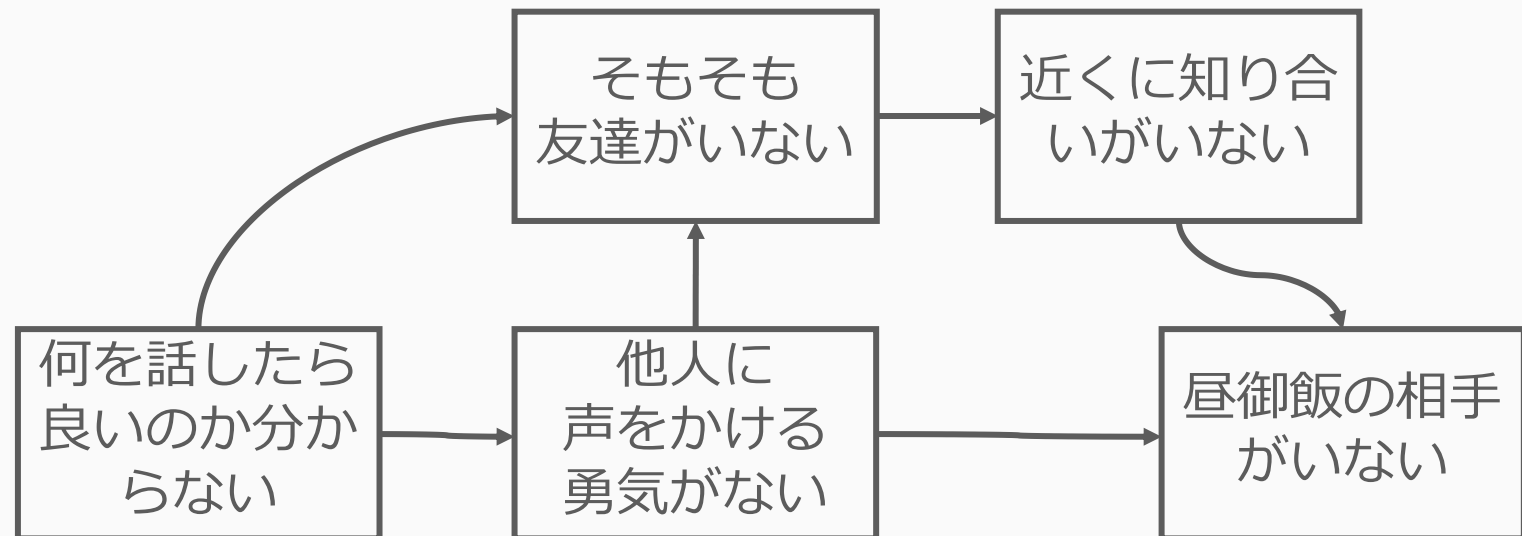 そもそも
友達がいない
近くに知り合
いがいない
何を話したら
良いのか分か
らない
他人に
声をかける
勇気がない
昼御飯の相手
がいない